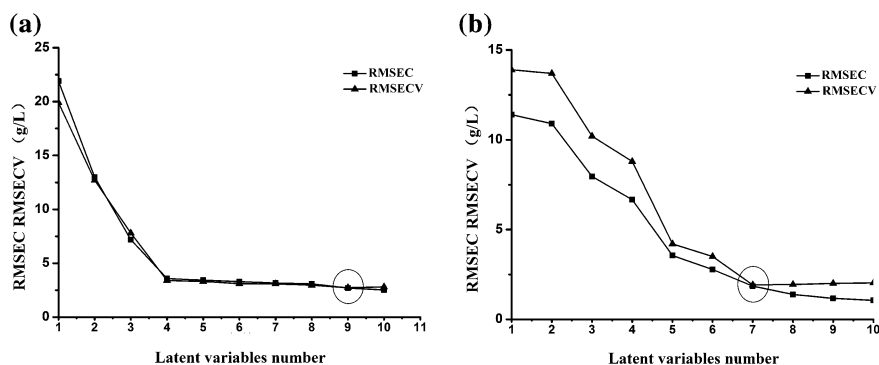 (a)
25
20
15
10
5
0
RMSEC RMSECV (g/L)
RMSEC
RMSECV
1 2 3 4 5 6 7 8 9 10 11
Latent variables number
(b)
15
10
5
0
RMSEC RMSECV (g/L)
RMSEC
RMSECV
1 2 3 4 5 6 7 8 9 10
Latent variables number